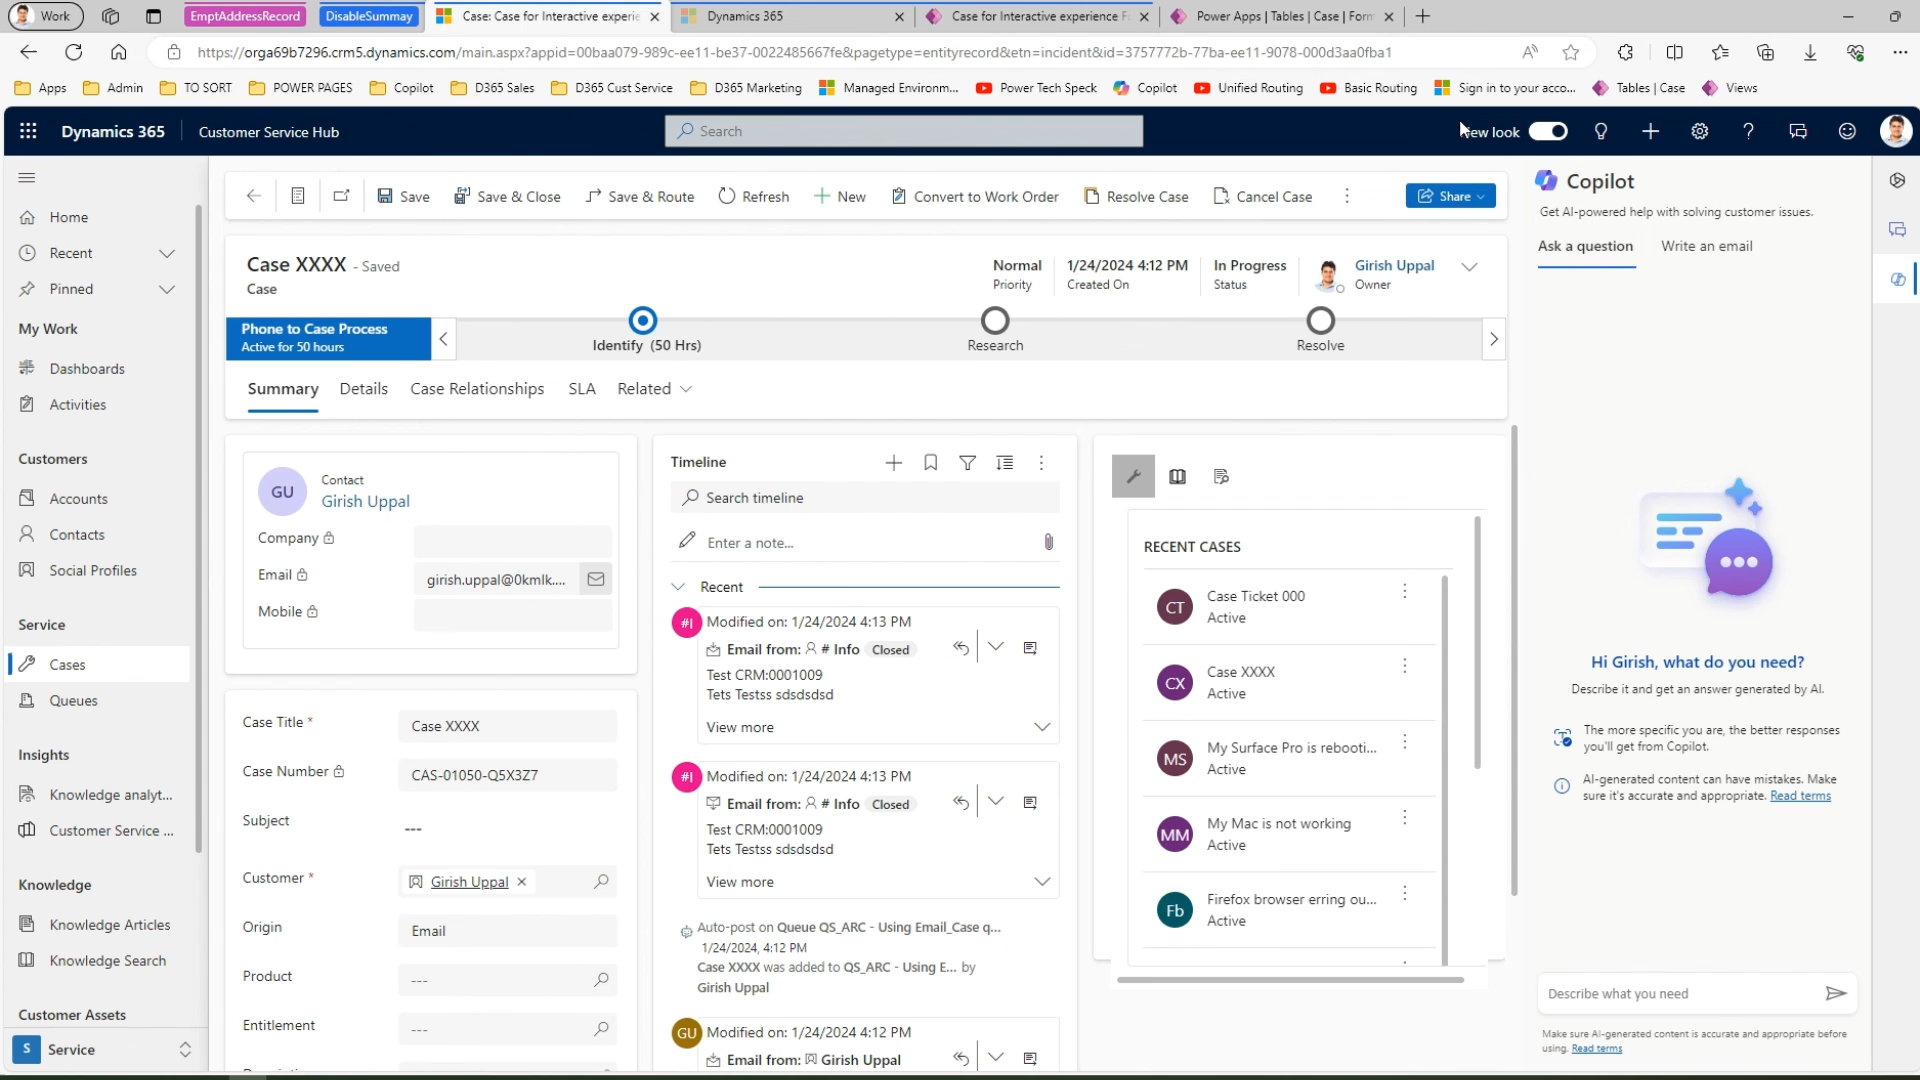 Work
EmptAddressRecord
DisableSummay
Case: Case for Interactive experie
Dynamics 365
Case for Interactive experience F
Power Apps | Tables | Case | Form
https://orga69b7296.crm5.dynamics.com/main.aspx?appid=00baa079-989c-ee11-be37-0022485667fe&pagetype=entityrecord&etn=incident&id=3757772b-77ba-ee11-9078-000d3aa0fba1
Apps
Admin
TO SORT
POWER PAGES
Copilot
D365 Sales
D365 Cust Service
D365 Marketing
Managed Environm...
Power Tech Speck
Copilot
Unified Routing
Basic Routing
Sign in to your acco...
Tables | Case
Views
Dynamics 365
Customer Service Hub
Search
ew look
Home
Recent
Pinned
My Work
Dashboards
Activities
Customers
Accounts
Contacts
Social Profiles
Service
Cases
Queues
Insights
Knowledge analyt...
Customer Service ...
Knowledge
Knowledge Articles
Knowledge Search
Customer Assets
S
Service
Save
Save & Close
Save & Route
Refresh
New
Convert to Work Order
Resolve Case
Cancel Case
Share
Case XXXX - Saved
Case
Normal
Priority
1/24/2024 4:12 PM
Created On
In Progress
Status
Girish Uppal
Owner
Phone to Case Process
Active for 50 hours
Identify (50 Hrs)
Research
Resolve
Summary
Details
Case Relationships
SLA
Related
GU
Contact
Girish Uppal
Company
Email
girish.uppal@0kmlk....
Mobile
Case Title *
Case XXXX
Case Number
CAS-01050-Q5X3Z7
Subject
---
Customer *
Girish Uppal
Origin
Email
Product
---
Entitlement
---
Timeline
Search timeline
Enter a note...
Recent
#I
Modified on: 1/24/2024 4:13 PM
Email from: # Info Closed
Test CRM:0001009
Tets Testss sdsdsdsd
View more
#I
Modified on: 1/24/2024 4:13 PM
Email from: # Info Closed
Test CRM:0001009
Tets Testss sdsdsdsd
View more
Auto-post on Queue QS_ARC - Using Email_Case q...
1/24/2024, 4:12 PM
Case XXXX was added to QS_ARC - Using E... by
Girish Uppal
GU
Modified on: 1/24/2024 4:12 PM
Email from: Girish Uppal
RECENT CASES
CT
Case Ticket 000
Active
CX
Case XXXX
Active
MS
My Surface Pro is rebooti...
Active
MM
My Mac is not working
Active
Fb
Firefox browser erring ou...
Active
Copilot
Get AI-powered help with solving customer issues.
Ask a question
Write an email
Hi Girish, what do you need?
Describe it and get an answer generated by AI.
The more specific you are, the better responses
you'll get from Copilot.
AI-generated content can have mistakes. Make
sure it's accurate and appropriate. Read terms
Describe what you need
Make sure AI-generated content is accurate and appropriate before
using. Read terms